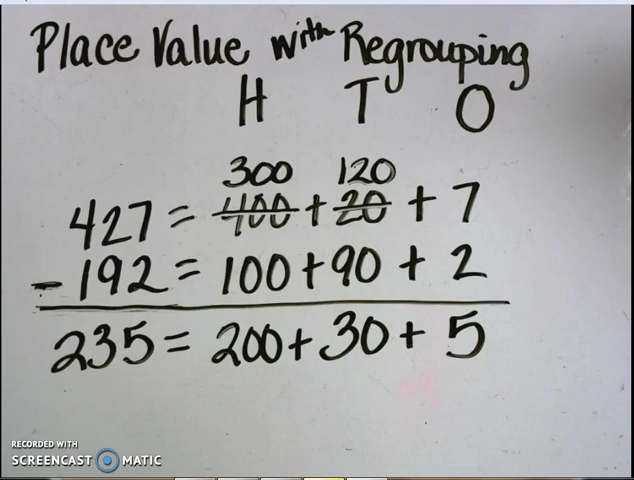 Place Value with Regrouping
H T O
300 120
427 = 400 + 20 + 7
- 192 = 100 + 90 + 2
235 = 200 + 30 + 5
RECORDED WITH
SCREENCAST MATIC